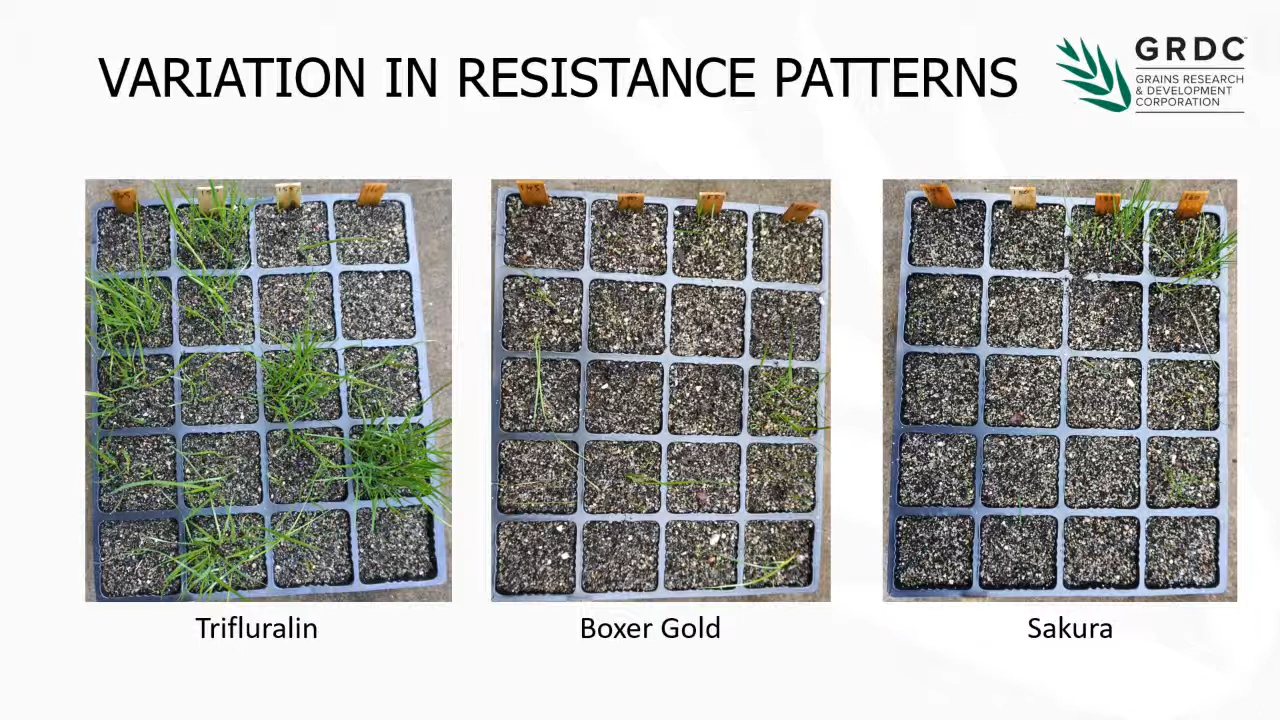 VARIATION IN RESISTANCE PATTERNS
GRDC
GRAINS RESEARCH
& DEVELOPMENT
CORPORATION
Trifluralin
Boxer Gold
Sakura